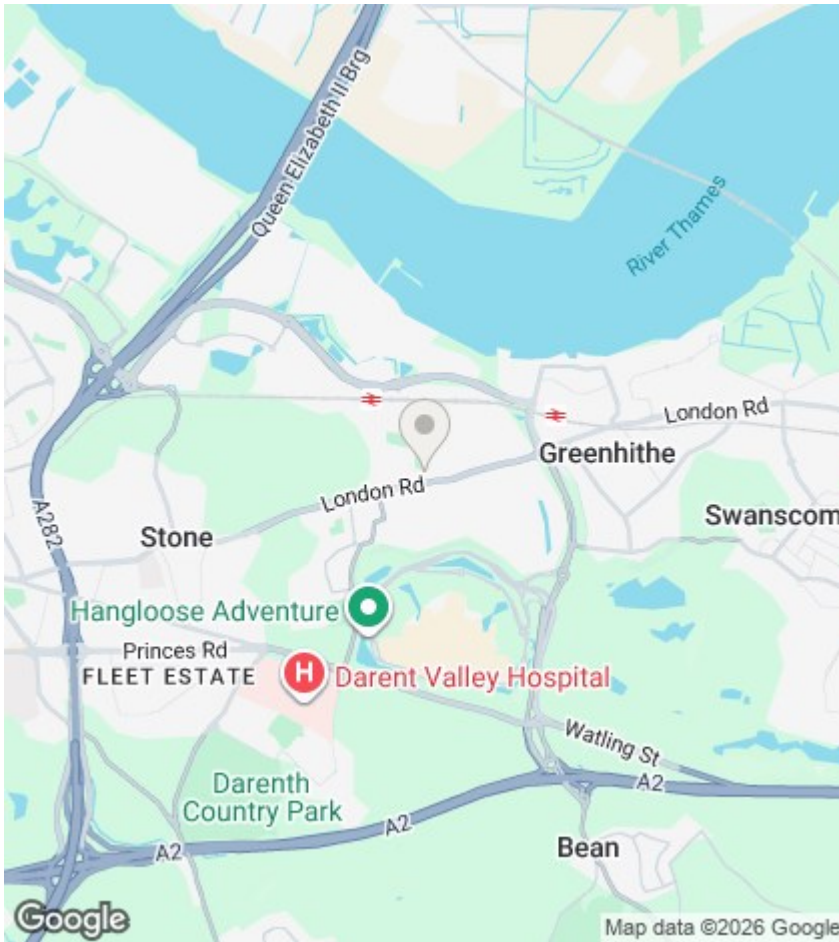 Queen Elizabeth II Brg
River Thames
London Rd
Greenhithe
London Rd
Swanscom
A282
Stone
Hangloose Adventure
Princes Rd
FLEET ESTATE
H
Darent Valley Hospital
Watling St
Darenth
Country Park
A2
A2
A2
Bean
Google
Map data ©2026 Google